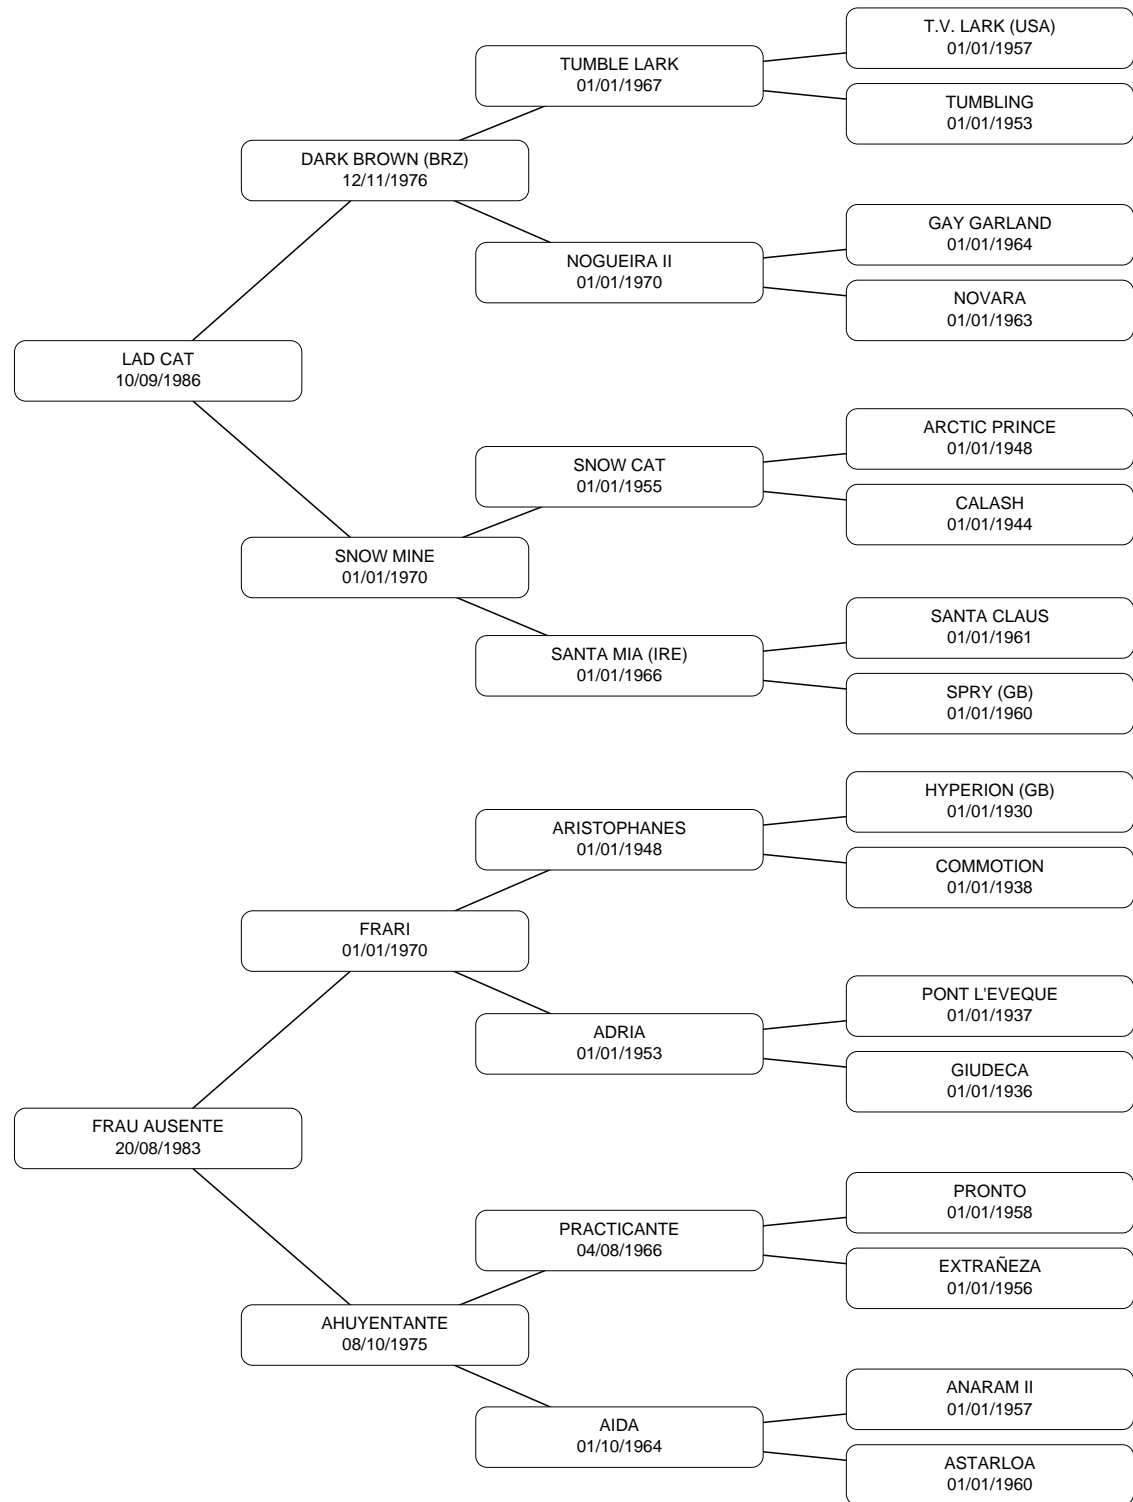 T.V. LARK (USA)
01/01/1957
TUMBLE LARK
01/01/1967
TUMBLING
01/01/1953
DARK BROWN (BRZ)
12/11/1976
GAY GARLAND
01/01/1964
NOGUEIRA II
01/01/1970
NOVARA
01/01/1963
LAD CAT
10/09/1986
ARCTIC PRINCE
01/01/1948
SNOW CAT
01/01/1955
CALASH
01/01/1944
SNOW MINE
01/01/1970
SANTA CLAUS
01/01/1961
SANTA MIA (IRE)
01/01/1966
SPRY (GB)
01/01/1960
HYPERION (GB)
01/01/1930
ARISTOPHANES
01/01/1948
COMMOTION
01/01/1938
FRARI
01/01/1970
PONT L'EVEQUE
01/01/1937
ADRIA
01/01/1953
GIUDECA
01/01/1936
FRAU AUSENTE
20/08/1983
PRONTO
01/01/1958
PRACTICANTE
04/08/1966
EXTRAÑEZA
01/01/1956
AHUYENTANTE
08/10/1975
ANARAM II
01/01/1957
AIDA
01/10/1964
ASTARLOA
01/01/1960